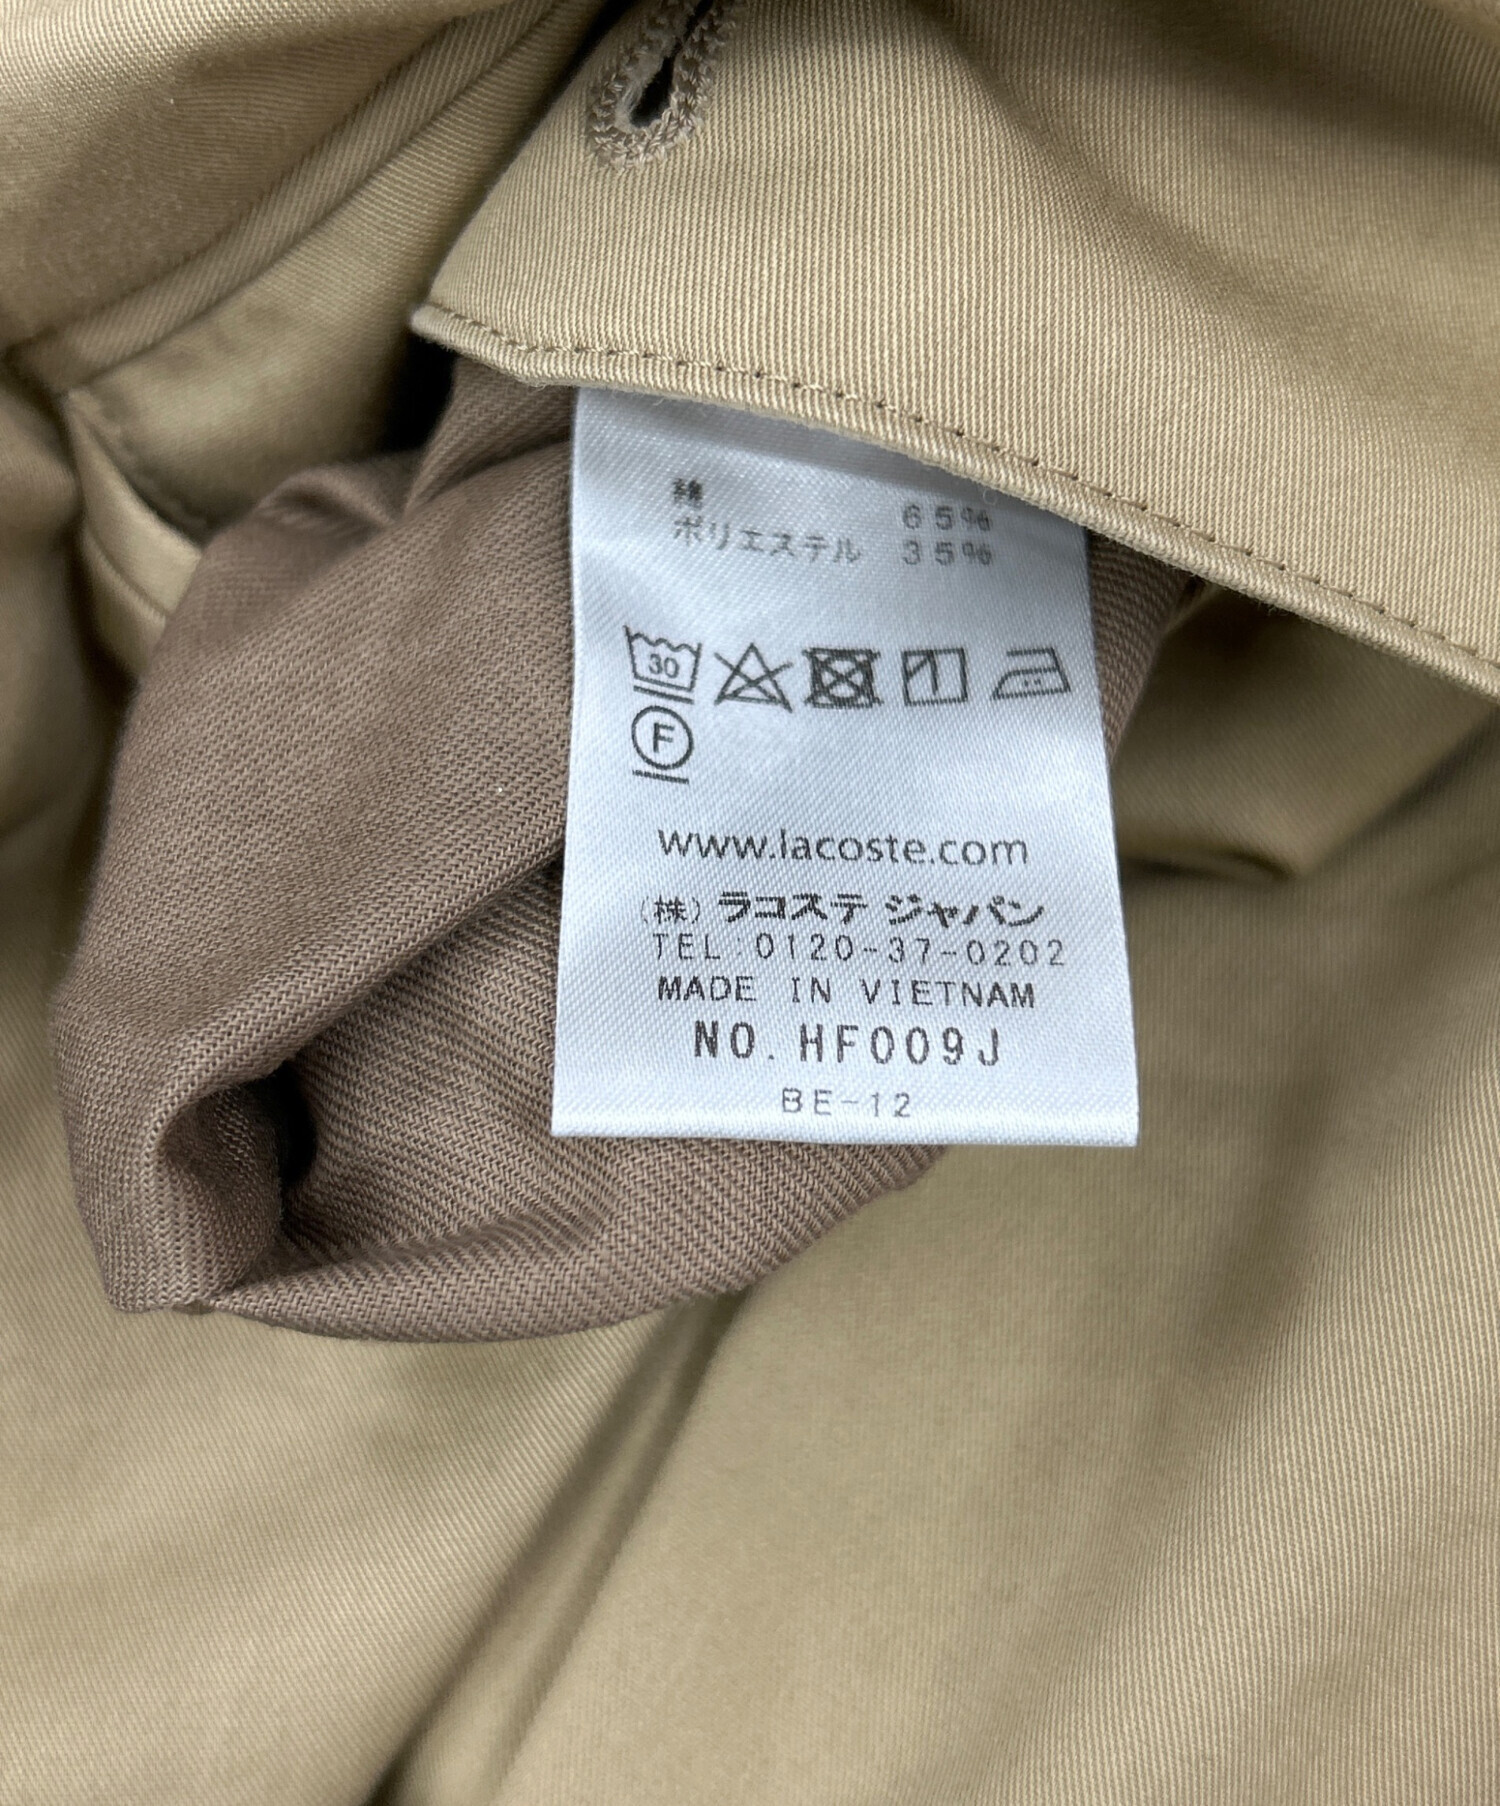 綿 65%
ポリエステル 35%
30
F
www.lacoste.com
(株) ラコステ ジャパン
TEL:0120-37-0202
MADE IN VIETNAM
NO. HF009J
BE-12